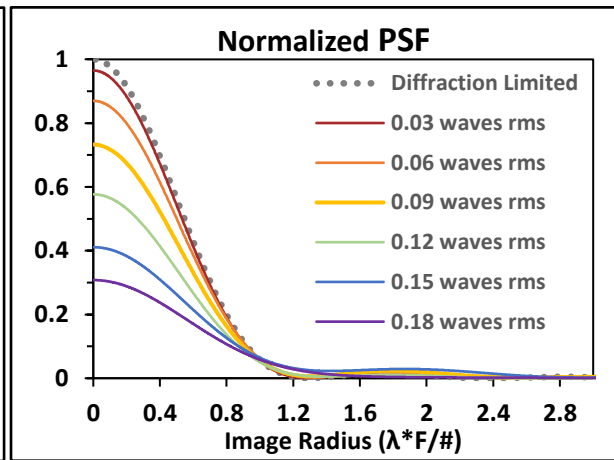 Normalized PSF
1
0.8
0.6
0.4
0.2
0
Diffraction Limited
0.03 waves rms
0.06 waves rms
0.09 waves rms
0.12 waves rms
0.15 waves rms
0.18 waves rms
0 0.4 0.8 1.2 1.6 2 2.4 2.8
Image Radius (λ*F/#)